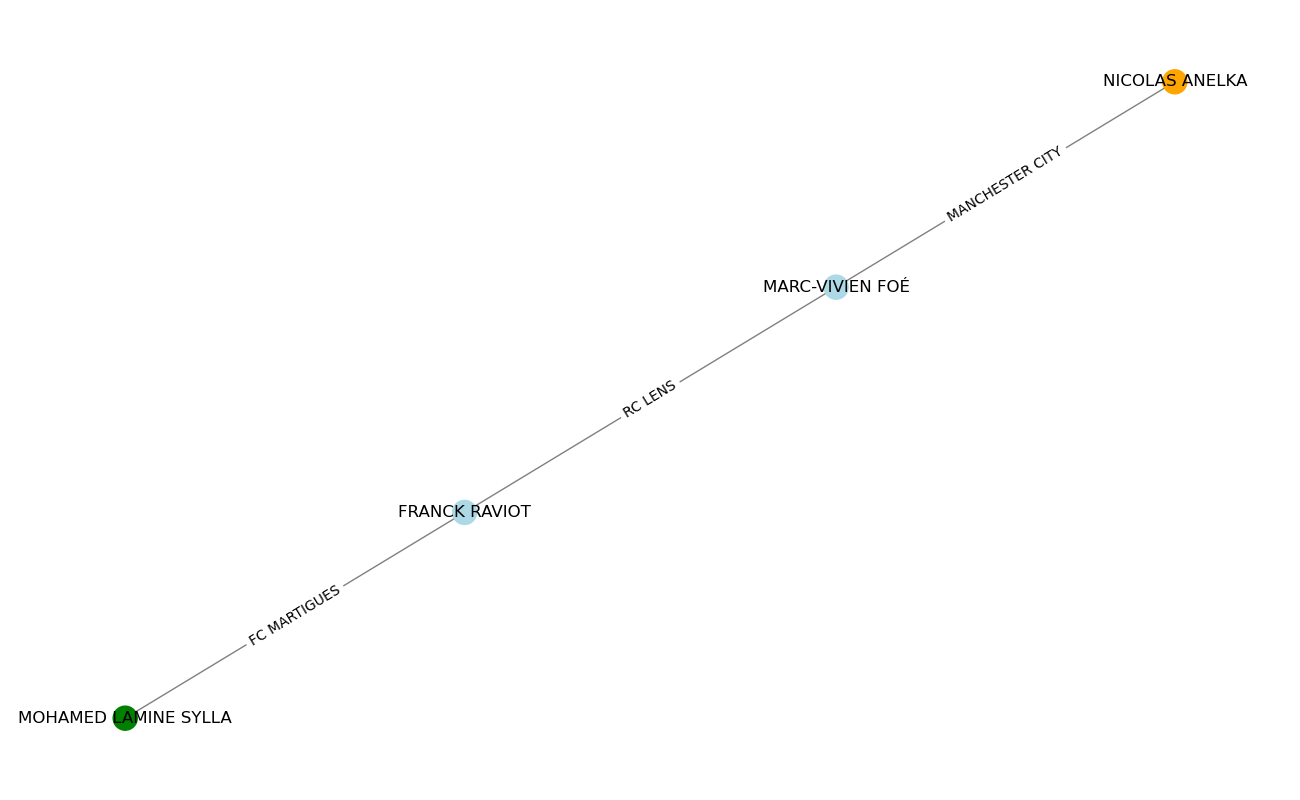 NICOLAS ANELKA
MANCHESTER CITY
MARC-VIVIEN FOÉ
RC LENS
FRANCK RAVIOT
FC MARTIGUES
MOHAMED LAMINE SYLLA